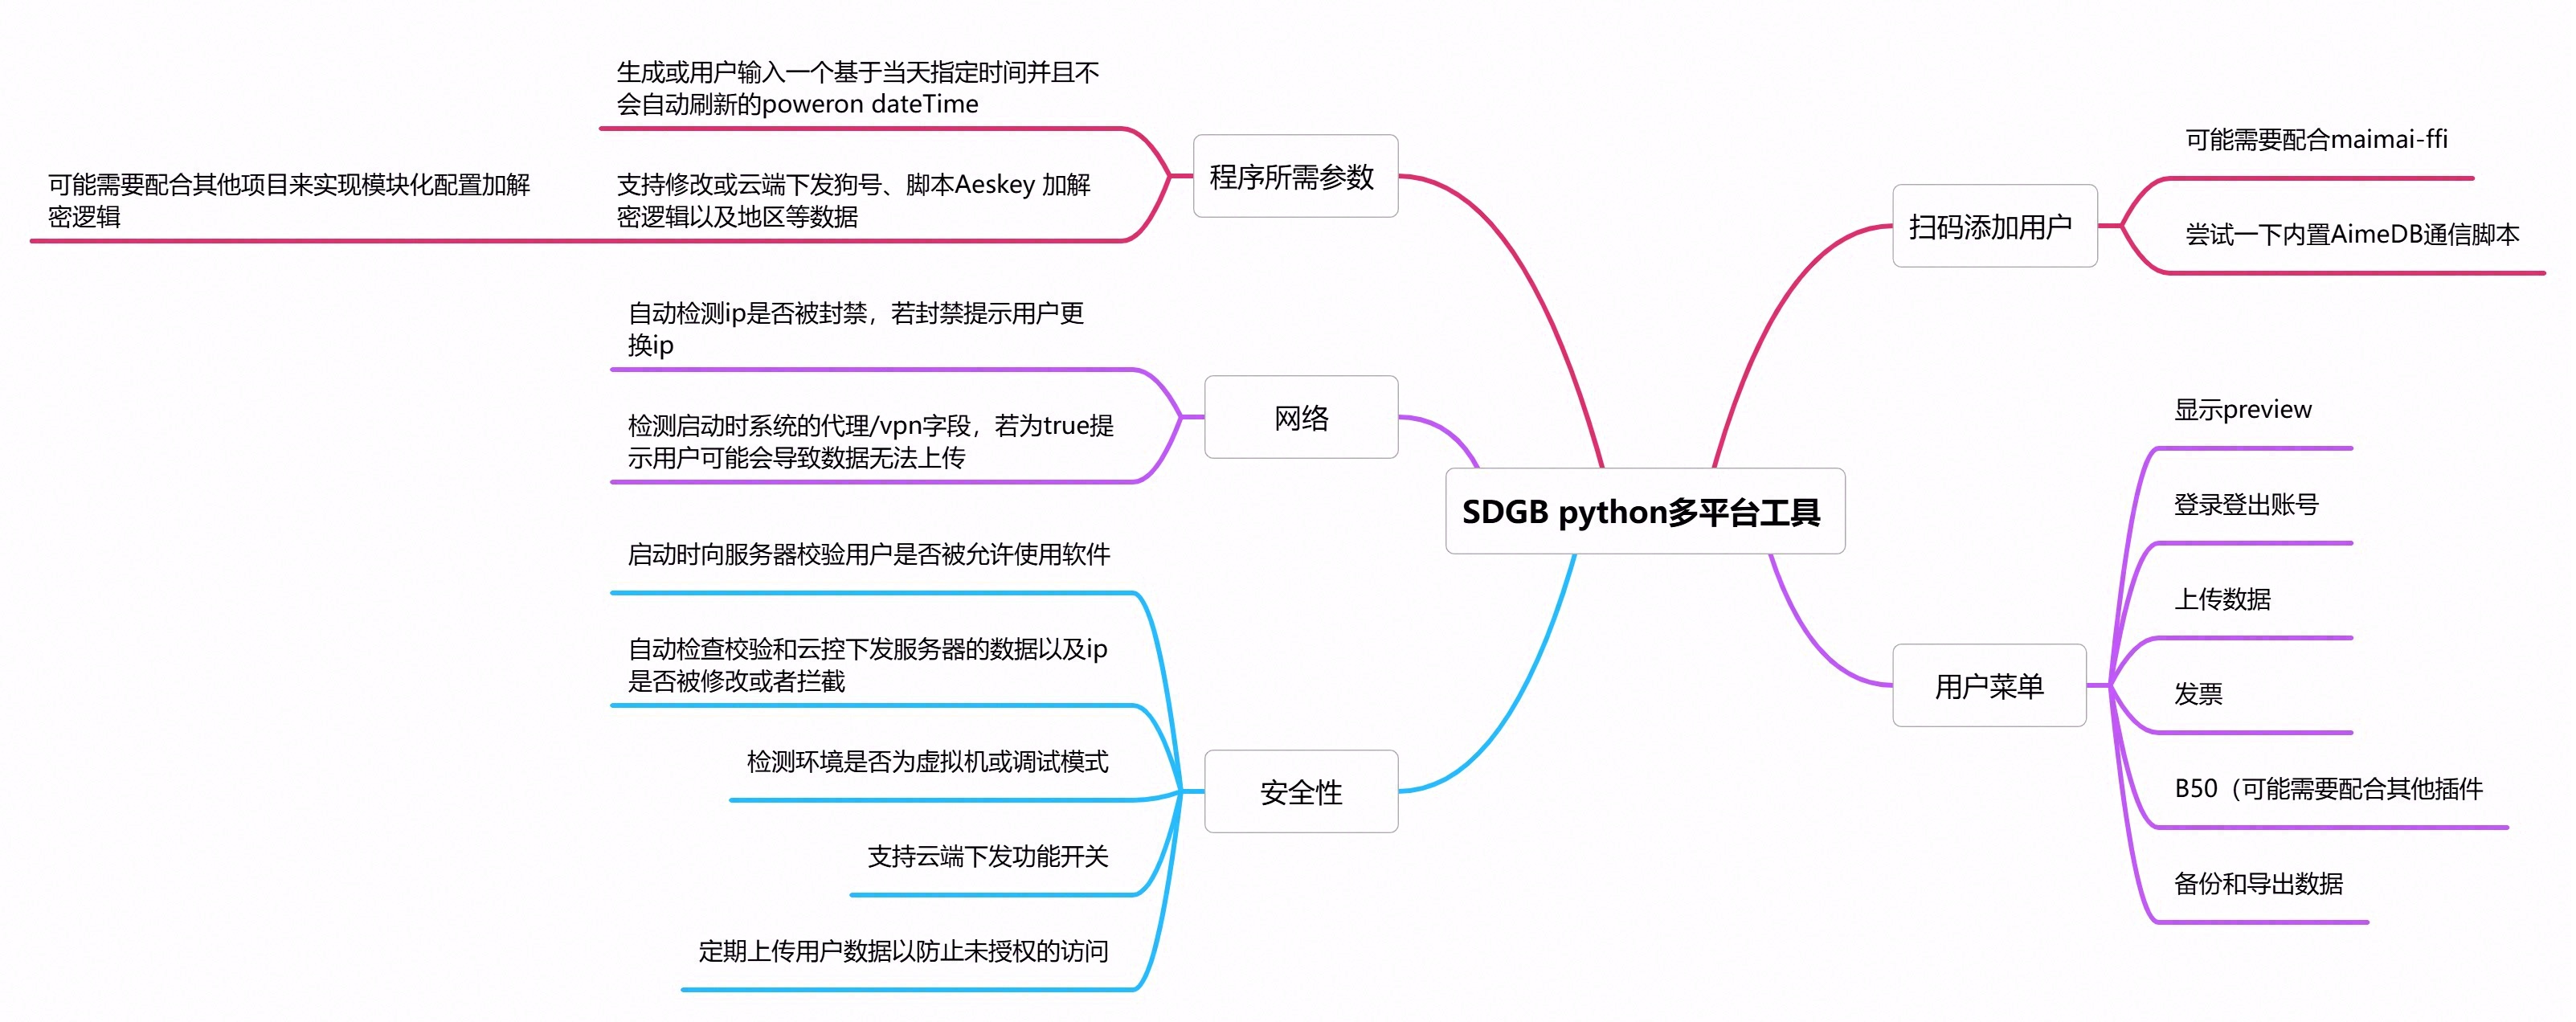 SDGB python多平台工具
程序所需参数
生成或用户输入一个基于当天指定时间并且不
会自动刷新的poweron dateTime
支持修改或云端下发狗号、脚本Aeskey 加解
密逻辑以及地区等数据
可能需要配合其他项目来实现模块化配置加解
密逻辑
网络
自动检测ip是否被封禁，若封禁提示用户更
换ip
检测启动时系统的代理/vpn字段，若为true提
示用户可能会导致数据无法上传
安全性
启动时向服务器校验用户是否被允许使用软件
自动检查校验和云控下发服务器的数据以及ip
是否被修改或者拦截
检测环境是否为虚拟机或调试模式
支持云端下发功能开关
定期上传用户数据以防止未授权的访问
扫码添加用户
可能需要配合maimai-ffi
尝试一下内置AimeDB通信脚本
用户菜单
显示preview
登录登出账号
上传数据
发票
B50（可能需要配合其他插件
备份和导出数据